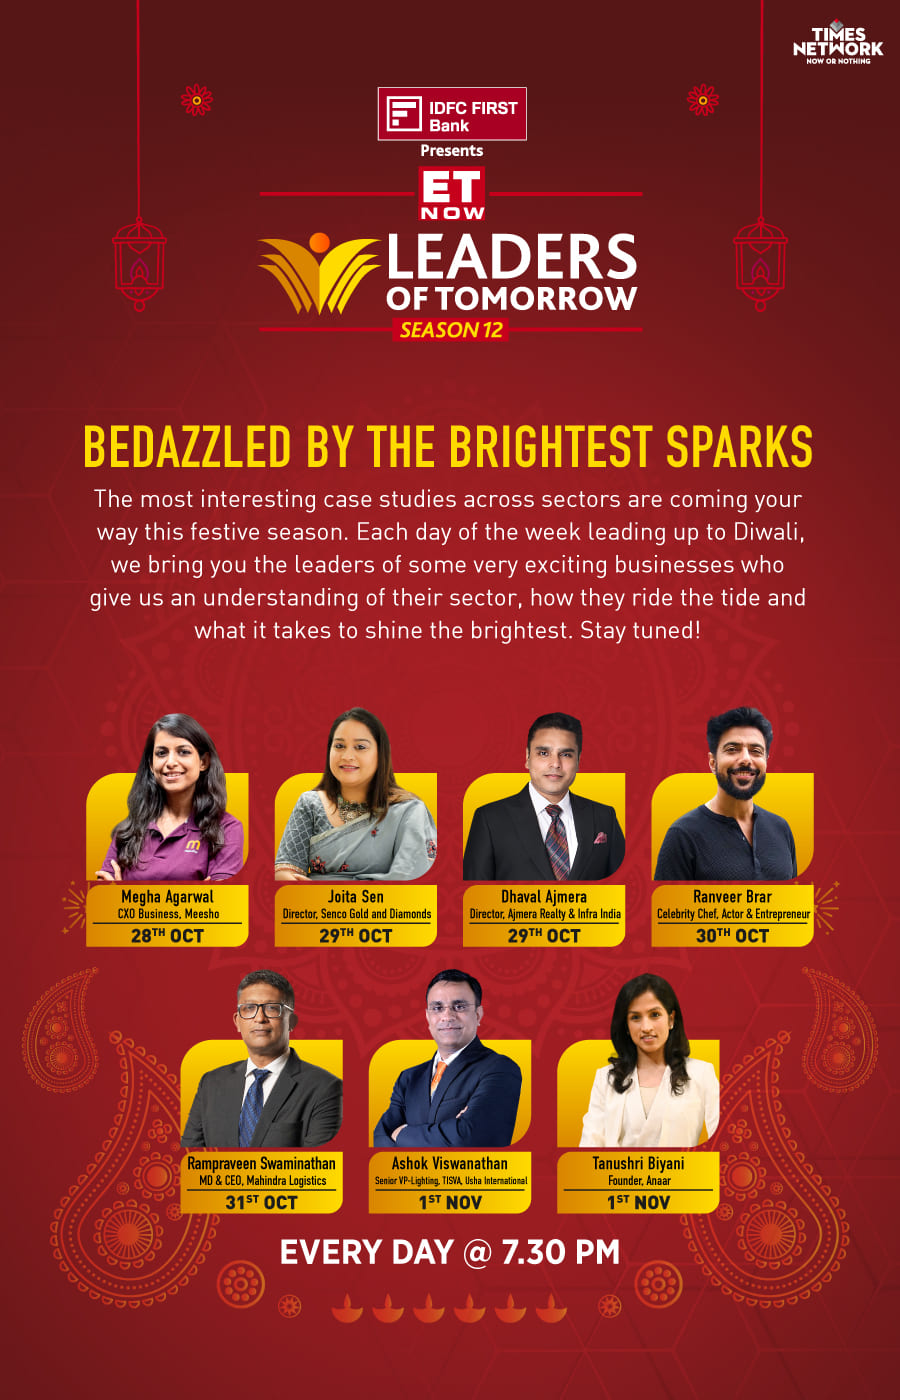 TIMES
NETWORK
NOW OR NOTHING
IDFC FIRST
Bank
Presents
ET
NOW
LEADERS
OF TOMORROW
SEASON 12
BEDAZZLED BY THE BRIGHTEST SPARKS
The most interesting case studies across sectors are coming your
way this festive season. Each day of the week leading up to Diwali,
we bring you the leaders of some very exciting businesses who
give us an understanding of their sector, how they ride the tide and
what it takes to shine the brightest. Stay tuned!
Megha Agarwal
CXO Business, Meesho
28TH OCT
Joita Sen
Director, Senco Gold and Diamonds
29TH OCT
Dhaval Ajmera
Director, Ajmera Realty & Infra India
29TH OCT
Ranveer Brar
Celebrity Chef, Actor & Entrepreneur
30TH OCT
Rampraveen Swaminathan
MD & CEO, Mahindra Logistics
31ST OCT
Ashok Viswanathan
Senior VP-Lighting, TISVA, Usha International
1ST NOV
Tanushri Biyani
Founder, Anaar
1ST NOV
EVERY DAY @ 7.30 PM